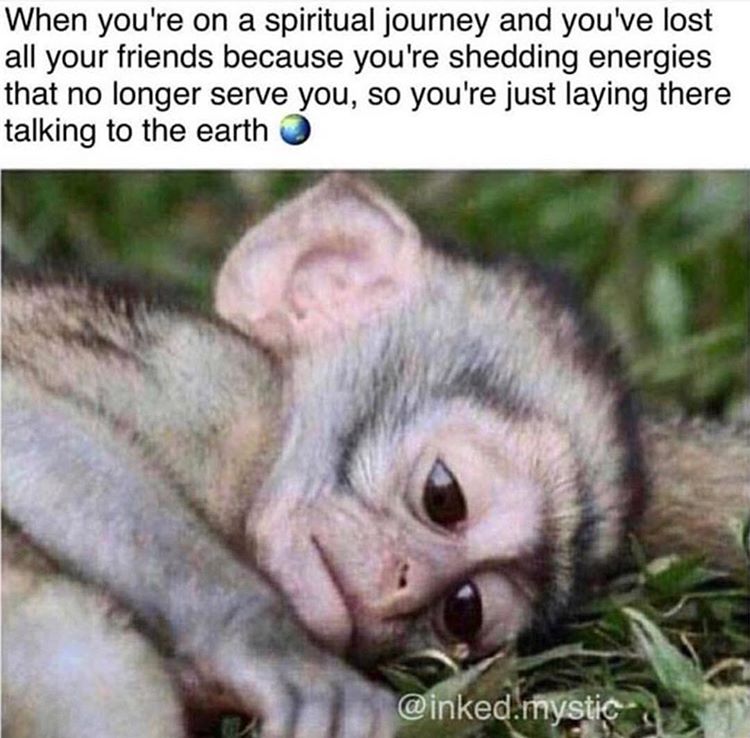 When you're on a spiritual journey and you've lost
all your friends because you're shedding energies
that no longer serve you, so you're just laying there
talking to the earth 🌏
@inked.mystic